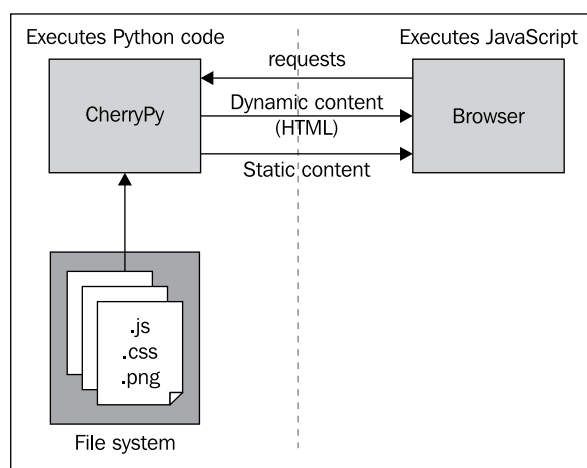 Executes Python code
Executes JavaScript
requests
CherryPy
Dynamic content
(HTML)
Browser
Static content
.js
.css
.png
File system